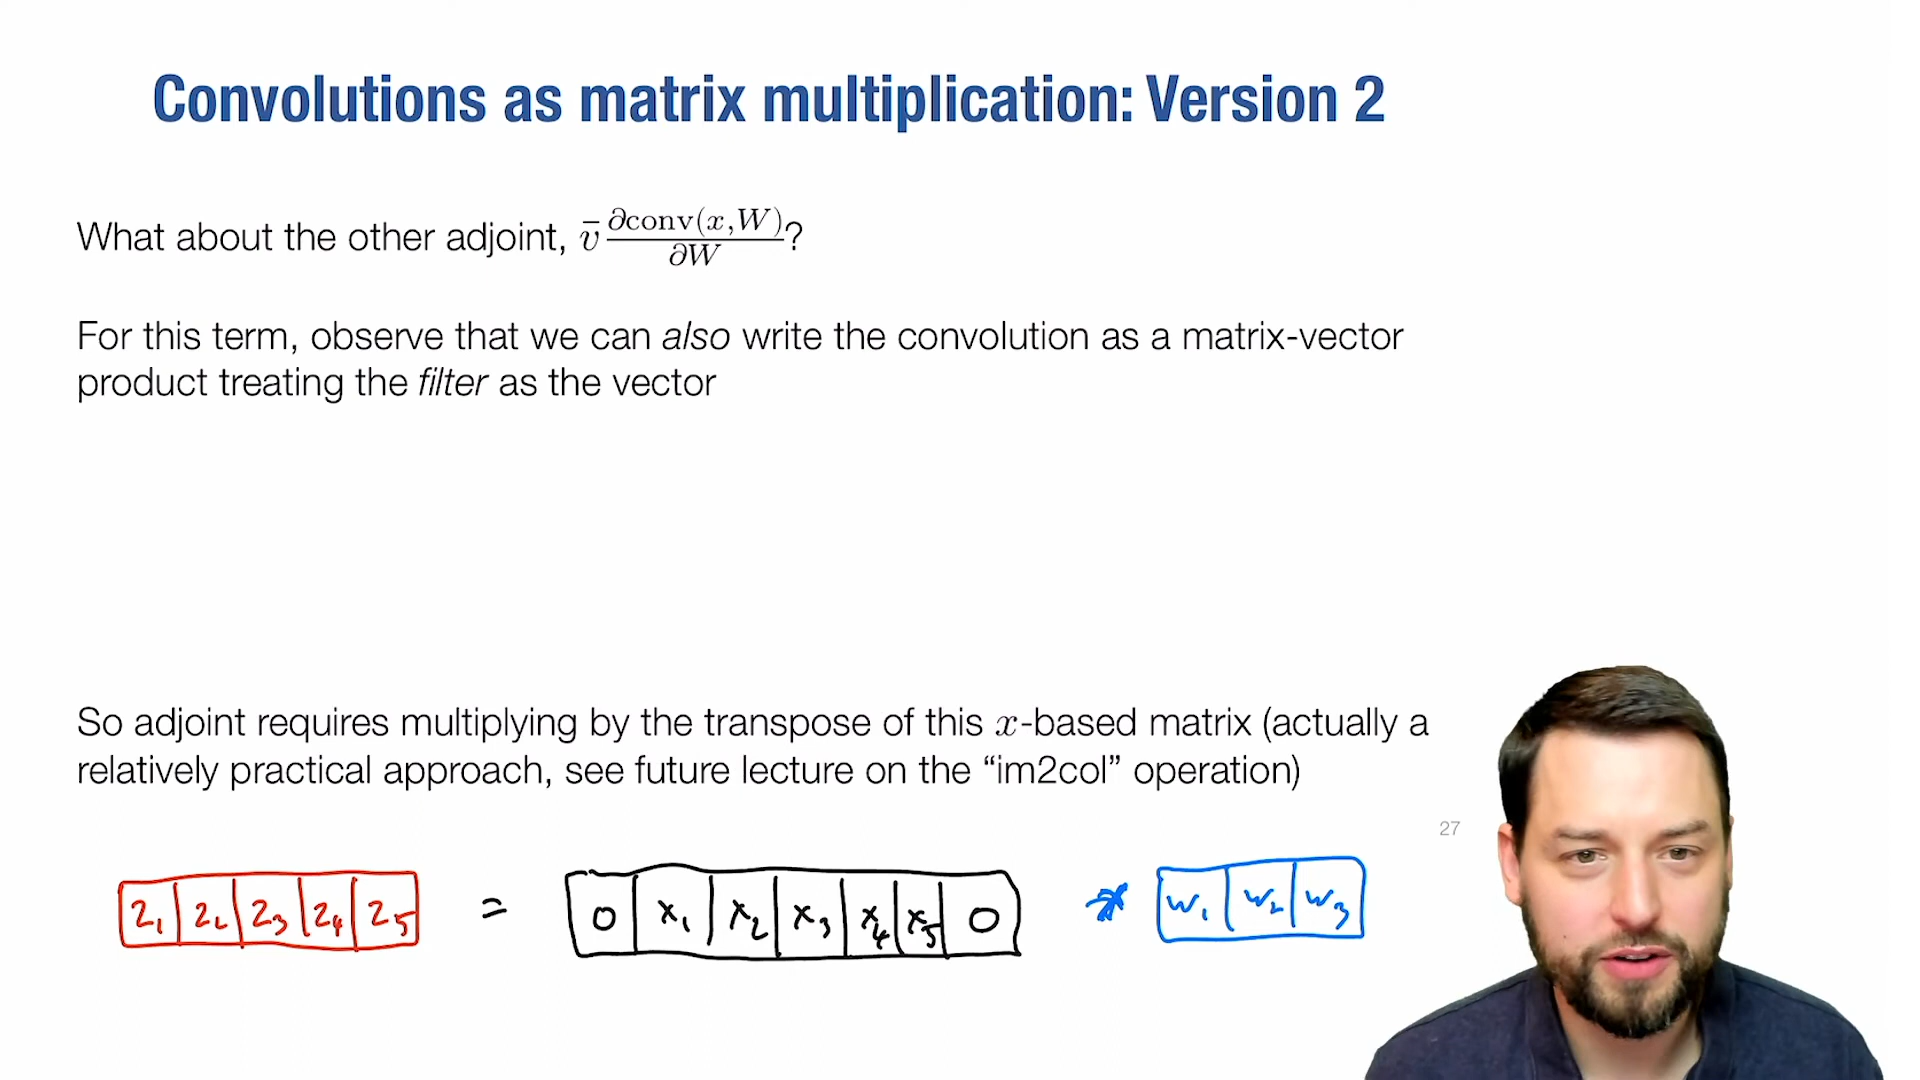 Convolutions as matrix multiplication: Version 2
What about the other adjoint, v̄ ∂conv(x,W)/∂W?
For this term, observe that we can also write the convolution as a matrix-vector
product treating the filter as the vector
So adjoint requires multiplying by the transpose of this x-based matrix (actually a
relatively practical approach, see future lecture on the “im2col” operation)
27
z₁ z₂ z₃ z₄ z₅ = 0 x₁ x₂ x₃ x₄ x₅ 0 * w₁ w₂ w₃